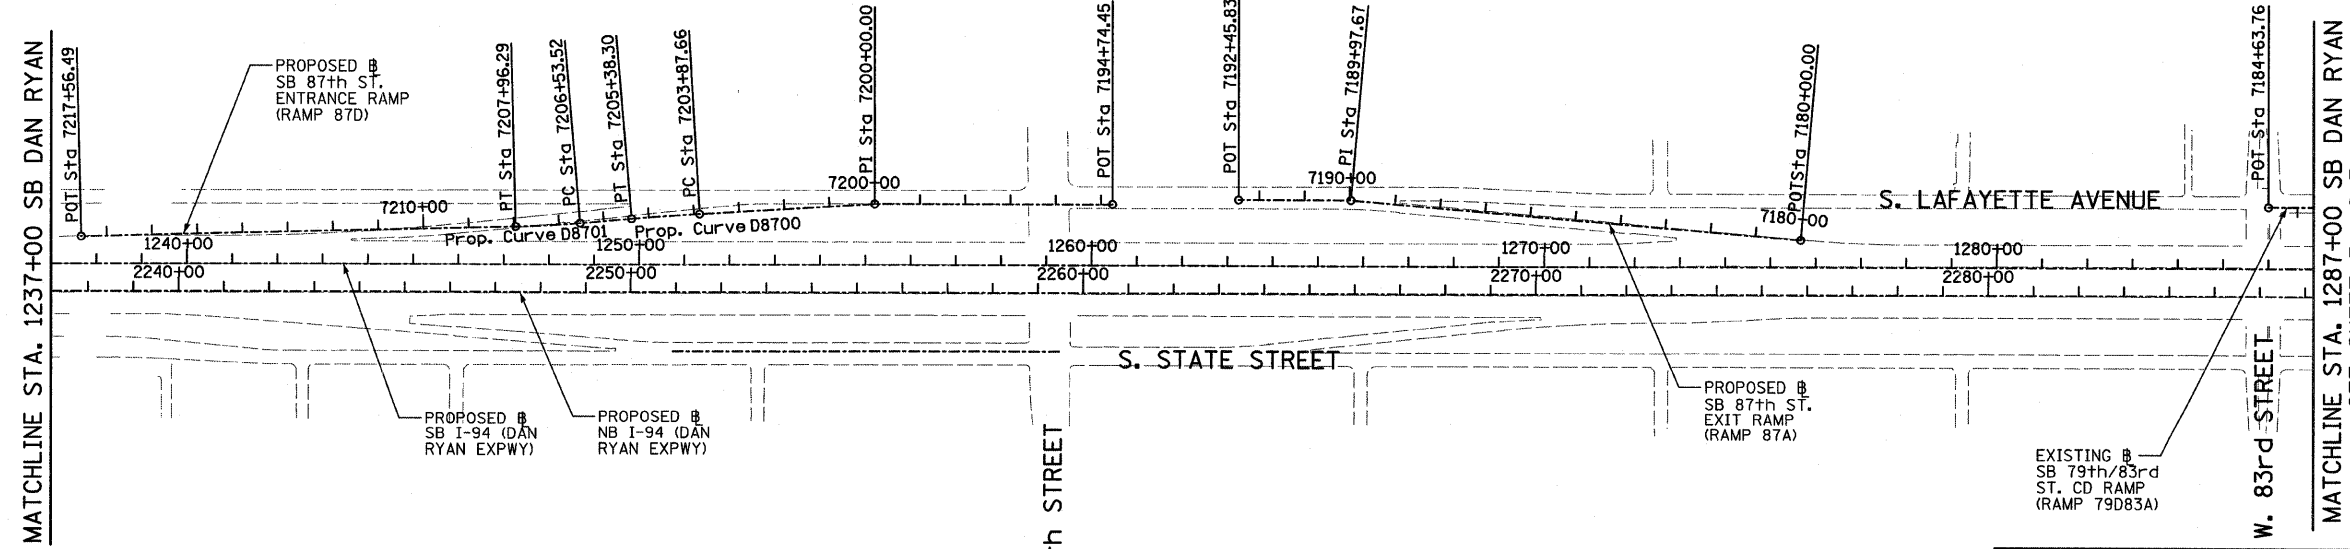 MATCHLINE STA. 1237+00 SB DAN RYAN
POT Sta 7217+56.49
PROPOSED ℄
SB 87th ST.
ENTRANCE RAMP
(RAMP 87D)
PT Sta 7207+96.29
PC Sta 7206+53.52
PT Sta 7205+38.30
PC Sta 7203+87.66
PI Sta 7200+00.00
POT Sta 7194+74.45
POT Sta 7192+45.83
PI Sta 7189+97.67
POTSta 7180+00.00
POT Sta 7184+63.76
MATCHLINE STA. 1287+00 SB DAN RYAN
7210+00
7200+00
7190+00
7180+00
S. LAFAYETTE AVENUE
Prop. Curve D8701
Prop. Curve D8700
1240+00
1250+00
1260+00
1270+00
1280+00
2240+00
2250+00
2260+00
2270+00
2280+00
S. STATE STREET
PROPOSED ℄
SB I-94 (DAN
RYAN EXPWY)
PROPOSED ℄
NB I-94 (DAN
RYAN EXPWY)
PROPOSED ℄
SB 87th ST.
EXIT RAMP
(RAMP 87A)
EXISTING ℄
SB 79th/83rd
ST. CD RAMP
(RAMP 79D83A)
h STREET
W. 83rd STREET